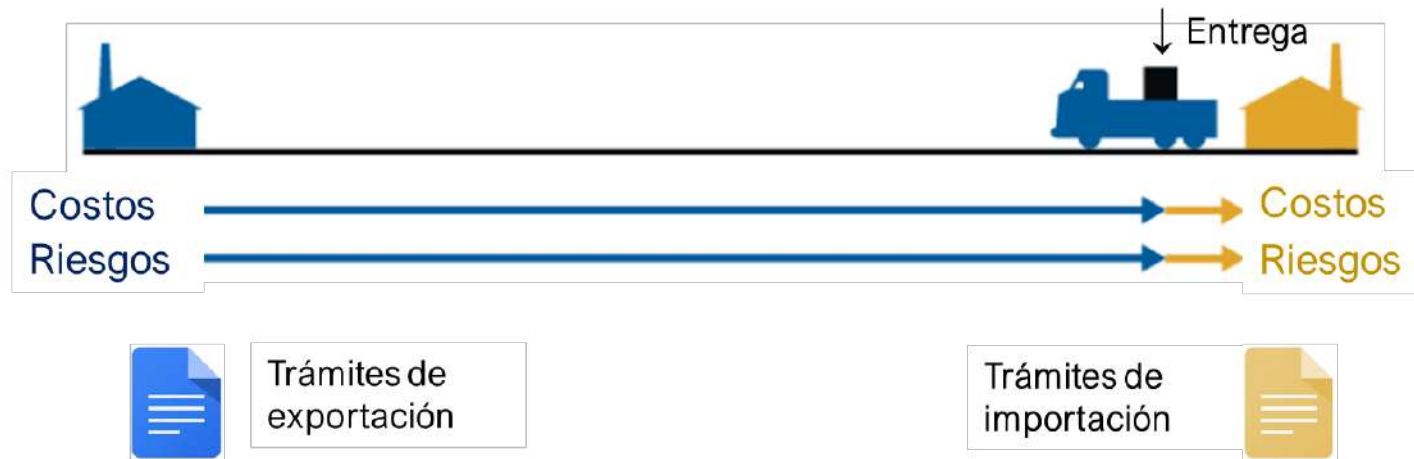 Entrega
Costos
Costos
Riesgos
Riesgos
Trámites de
exportación
Trámites de
importación